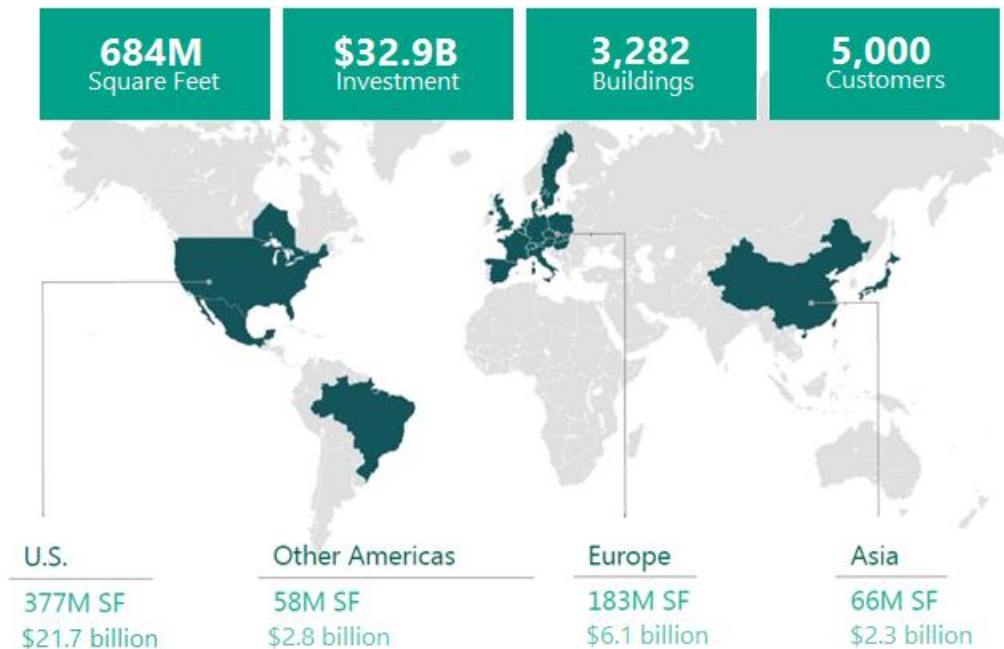 684M
Square Feet
$32.9B
Investment
3,282
Buildings
5,000
Customers
U.S.
377M SF
$21.7 billion
Other Americas
58M SF
$2.8 billion
Europe
183M SF
$6.1 billion
Asia
66M SF
$2.3 billion